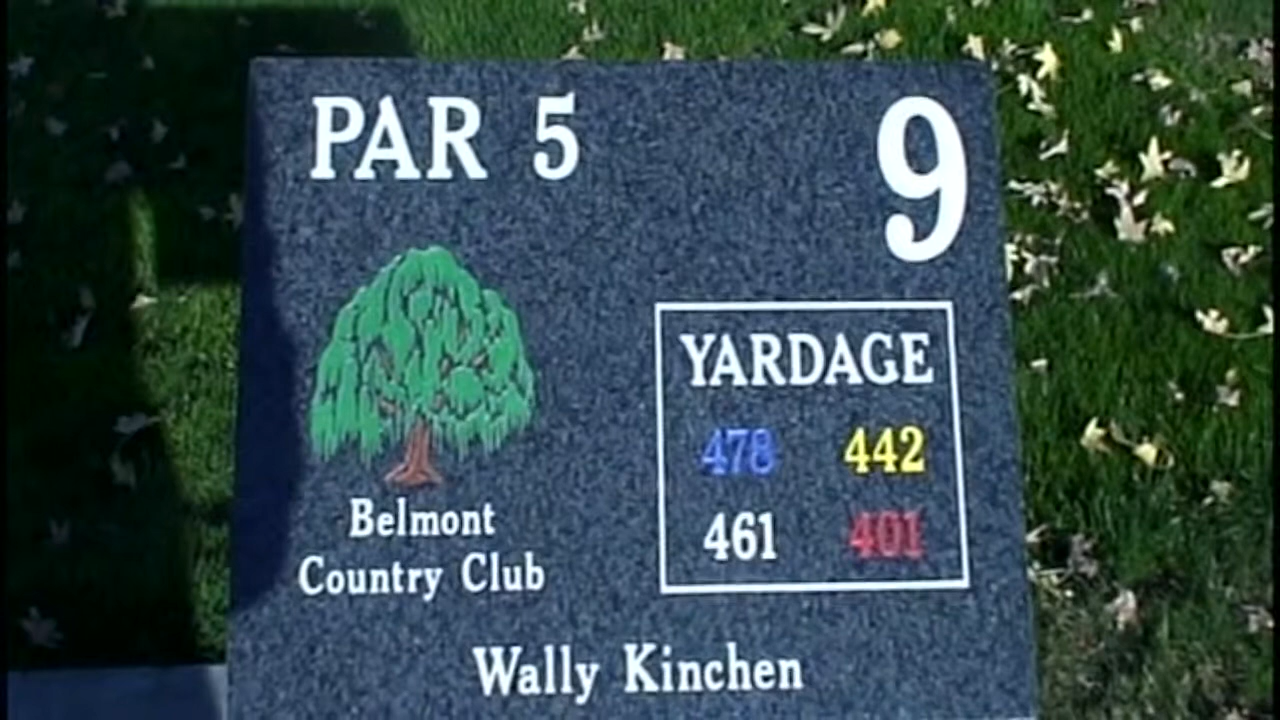 PAR 5 9
Belmont
Country Club
YARDAGE
478 442
461 401
Wally Kinchen